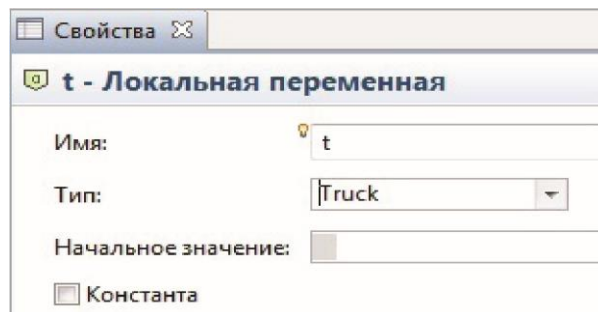 Свойства
t - Локальная переменная
Имя: t
Тип: Truck
Начальное значение:
Константа